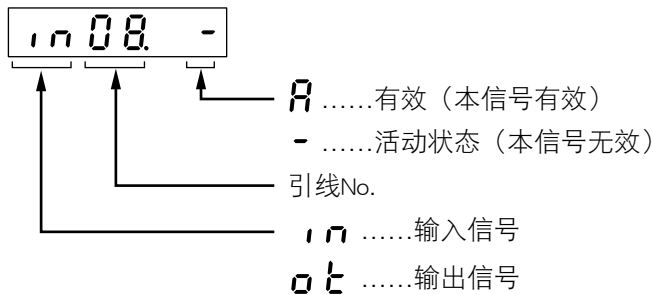 in08. -
A ……有效（本信号有效）
- ……活动状态（本信号无效）
引线No.
in ……输入信号
ot ……输出信号